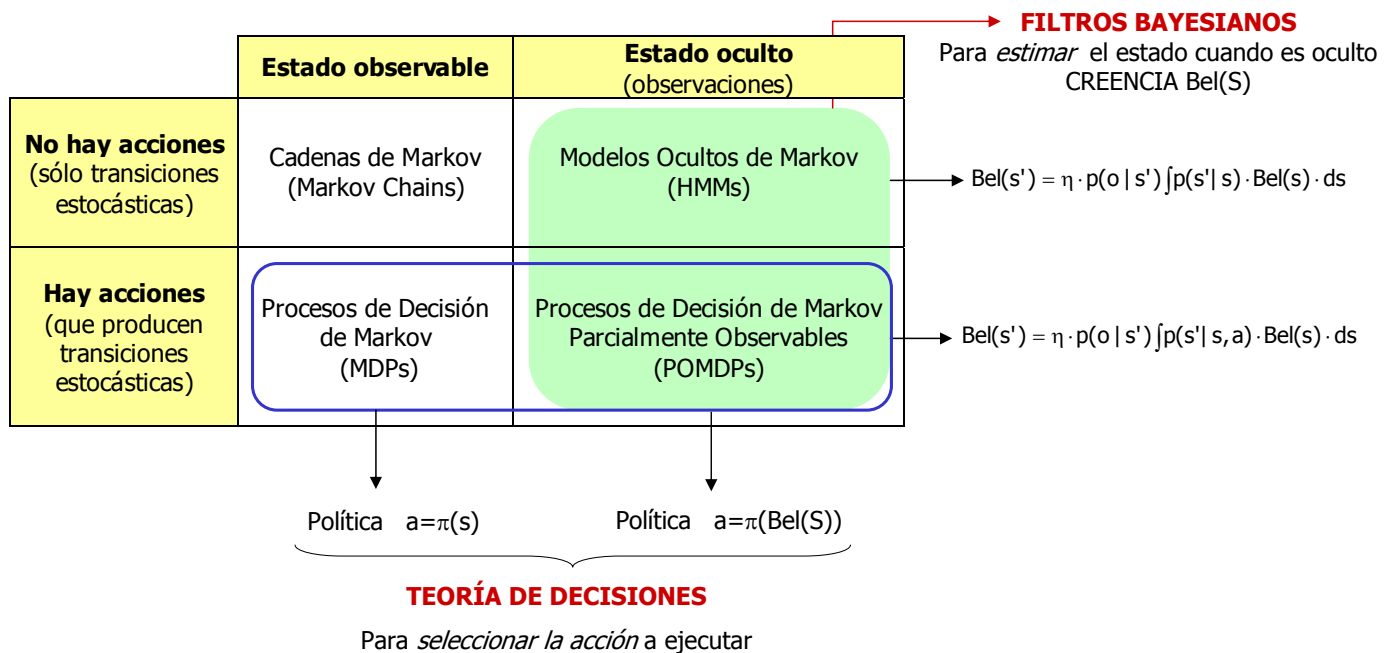 FILTROS BAYESIANOS
Para estimar el estado cuando es oculto
CREENCIA Bel(S)
Estado observable
Estado oculto
(observaciones)
No hay acciones
(sólo transiciones
estocásticas)
Cadenas de Markov
(Markov Chains)
Modelos Ocultos de Markov
(HMMs)
Bel(s') = η · p(o | s') ∫p(s'| s) · Bel(s) · ds
Hay acciones
(que producen
transiciones
estocásticas)
Procesos de Decisión
de Markov
(MDPs)
Procesos de Decisión de Markov
Parcialmente Observables
(POMDPs)
Bel(s') = η · p(o | s') ∫p(s'| s, a) · Bel(s) · ds
Política a=π(s)
Política a=π(Bel(S))
TEORÍA DE DECISIONES
Para seleccionar la acción a ejecutar